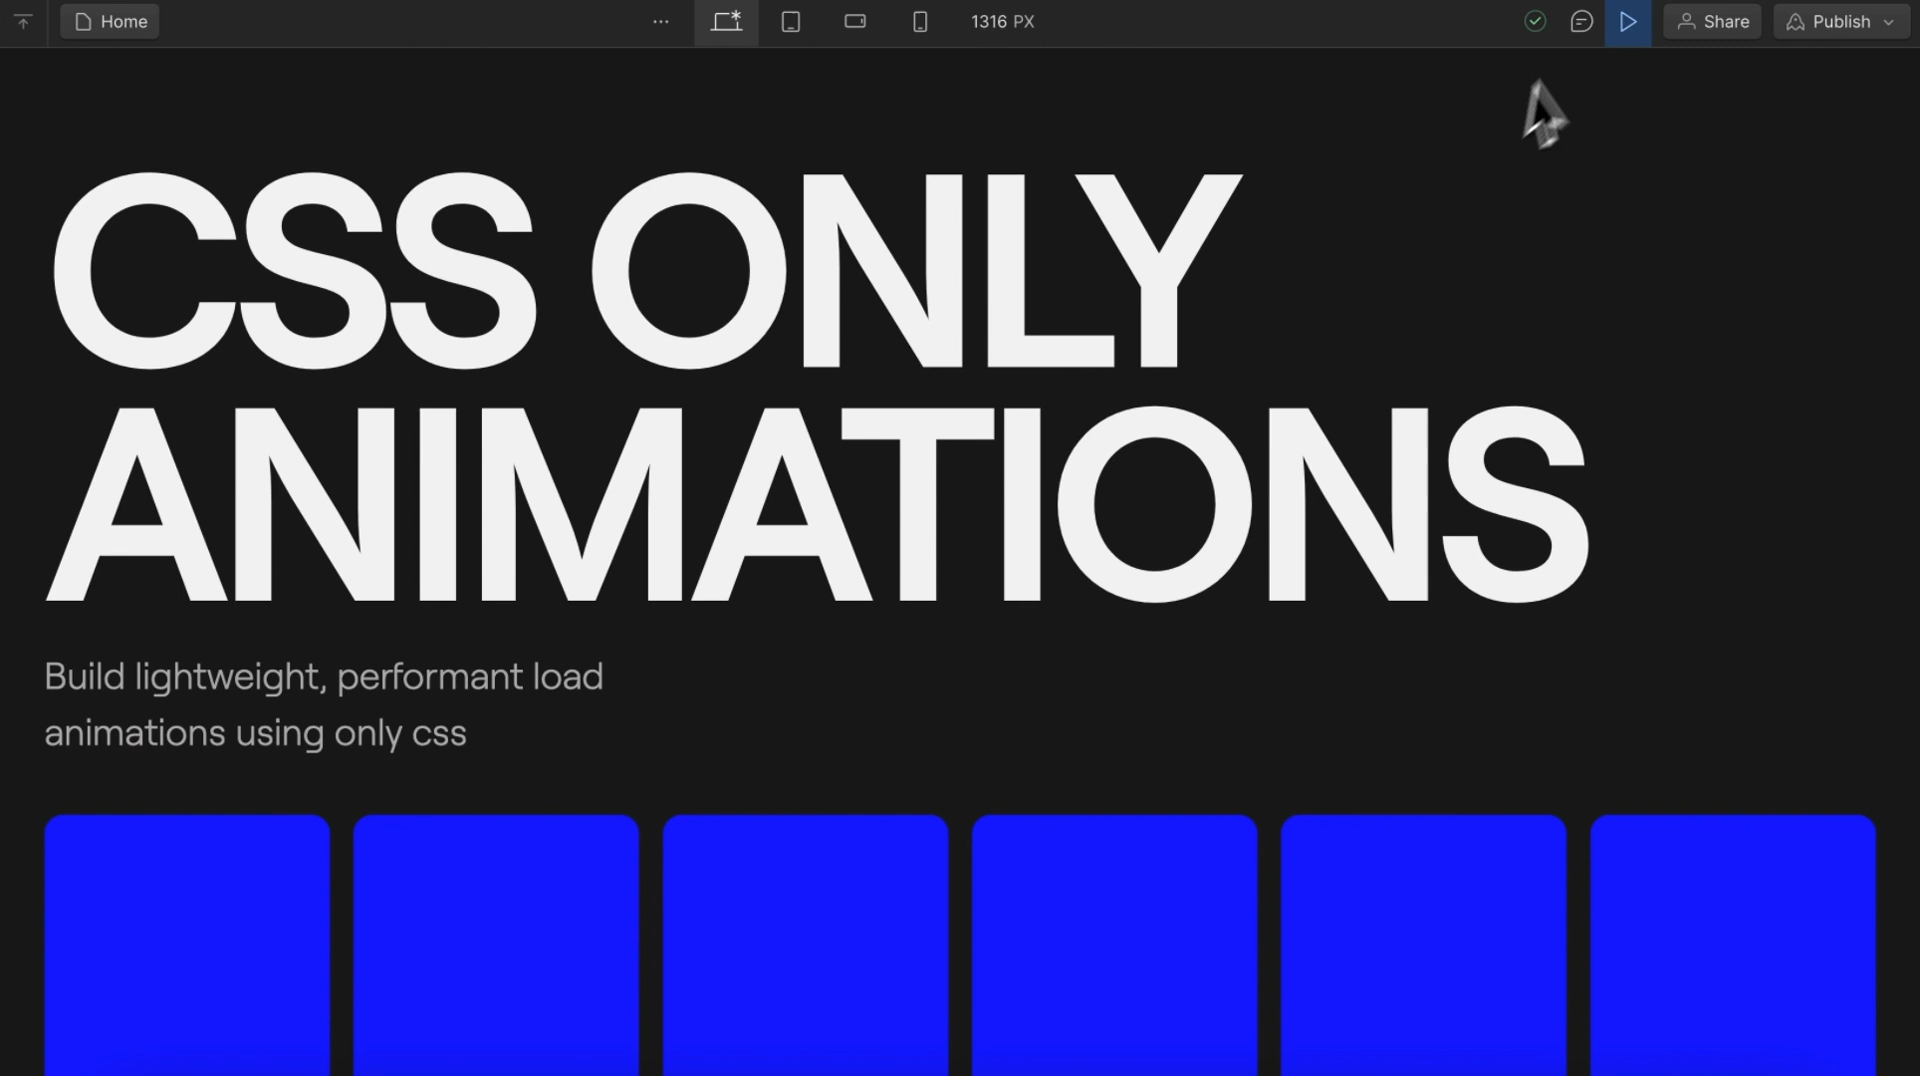 Home
1316 PX
Share
Publish
CSS ONLY
ANIMATIONS
Build lightweight, performant load
animations using only css